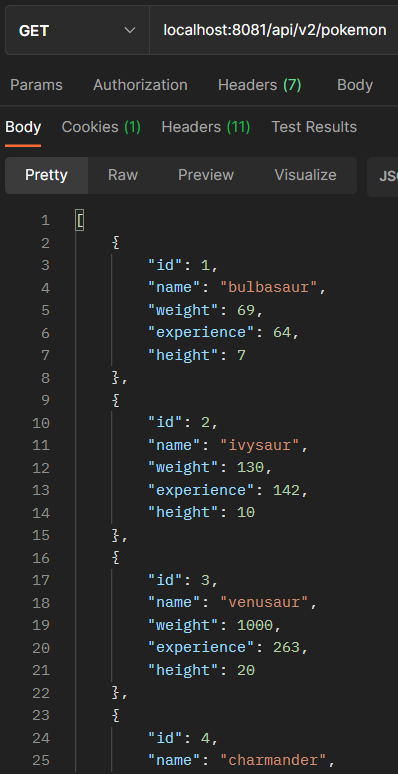 GET localhost:8081/api/v2/pokemon
Params Authorization Headers (7) Body
Body Cookies (1) Headers (11) Test Results
Pretty Raw Preview Visualize
1 [
2 {
3 "id": 1,
4 "name": "bulbasaur",
5 "weight": 69,
6 "experience": 64,
7 "height": 7
8 },
9 {
10 "id": 2,
11 "name": "ivysaur",
12 "weight": 130,
13 "experience": 142,
14 "height": 10
15 },
16 {
17 "id": 3,
18 "name": "venusaur",
19 "weight": 1000,
20 "experience": 263,
21 "height": 20
22 },
23 {
24 "id": 4,
25 "name": "charmander",